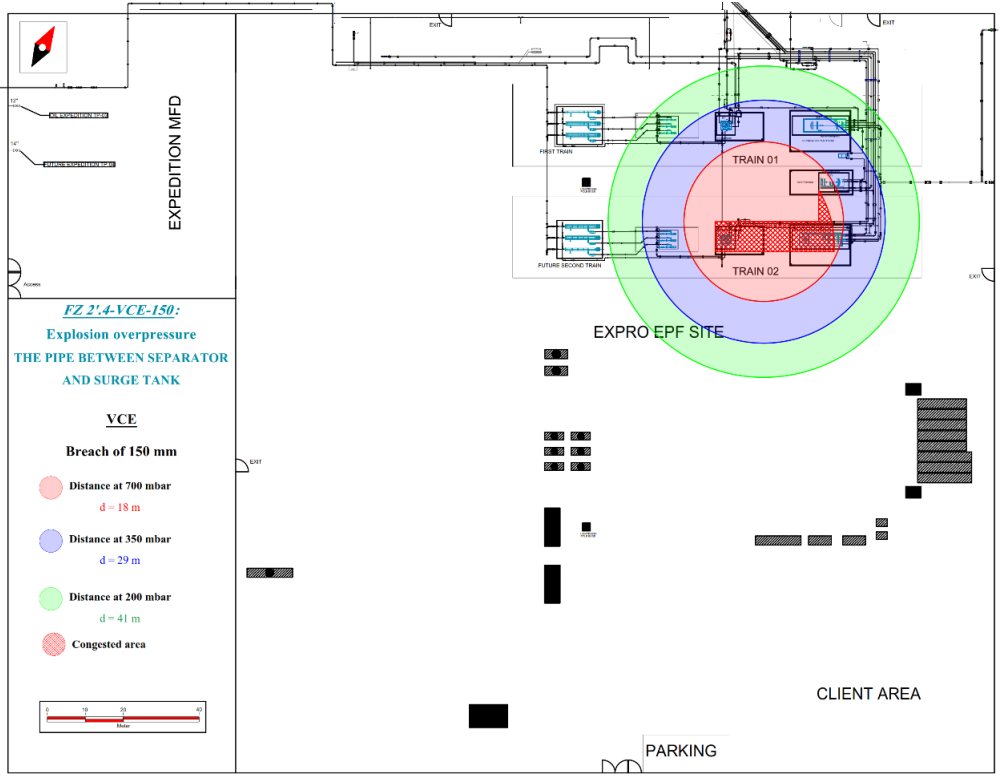 EXIT
EXIT
12"
14"
EXPEDITION MFD
FIRST TRAIN
TRAIN 01
FUTURE SECOND TRAIN
TRAIN 02
EXIT
Access
EXPRO EPF SITE
FZ 2'.4-VCE-150:
Explosion overpressure
THE PIPE BETWEEN SEPARATOR
AND SURGE TANK
VCE
Breach of 150 mm
EXIT
Distance at 700 mbar
d = 18 m
Distance at 350 mbar
d = 29 m
Distance at 200 mbar
d = 41 m
Congested area
0 10 20 40
Meter
CLIENT AREA
PARKING